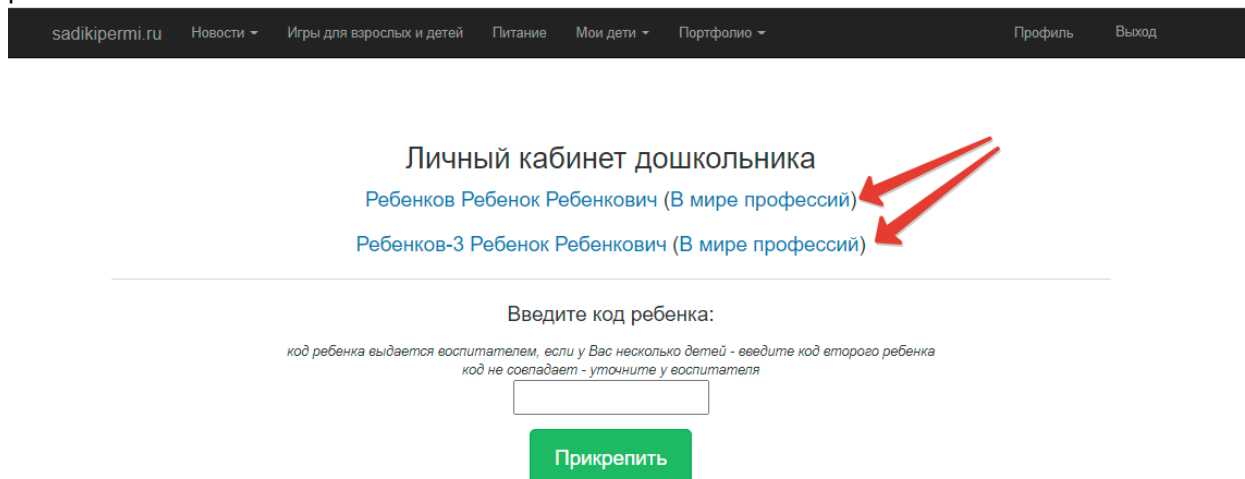 sadikipermi.ru Новости Игры для взрослых и детей Питание Мои дети Портфолио Профиль Выход
Личный кабинет дошкольника
Ребенков Ребенок Ребенкович (В мире профессий)
Ребенков-3 Ребенок Ребенкович (В мире профессий)
Введите код ребенка:
код ребенка выдается воспитателем, если у Вас несколько детей - введите код второго ребенка
код не совпадает - уточните у воспитателя
Прикрепить